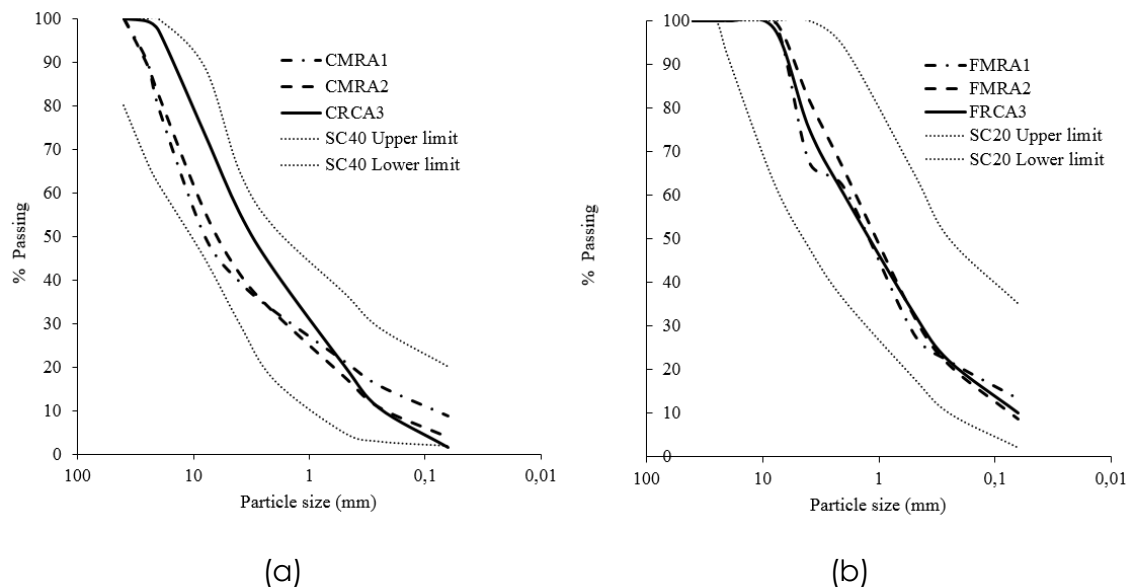 100
90
80
70
60
50
40
30
20
10
0
% Passing
CMRA1
CMRA2
CRCA3
SC40 Upper limit
SC40 Lower limit
100
10
1
0,1
0,01
Particle size (mm)
(a)
100
90
80
70
60
50
40
30
20
10
0
% Passing
FMRA1
FMRA2
FRCA3
SC20 Upper limit
SC20 Lower limit
100
10
1
0,1
0,01
Particle size (mm)
(b)